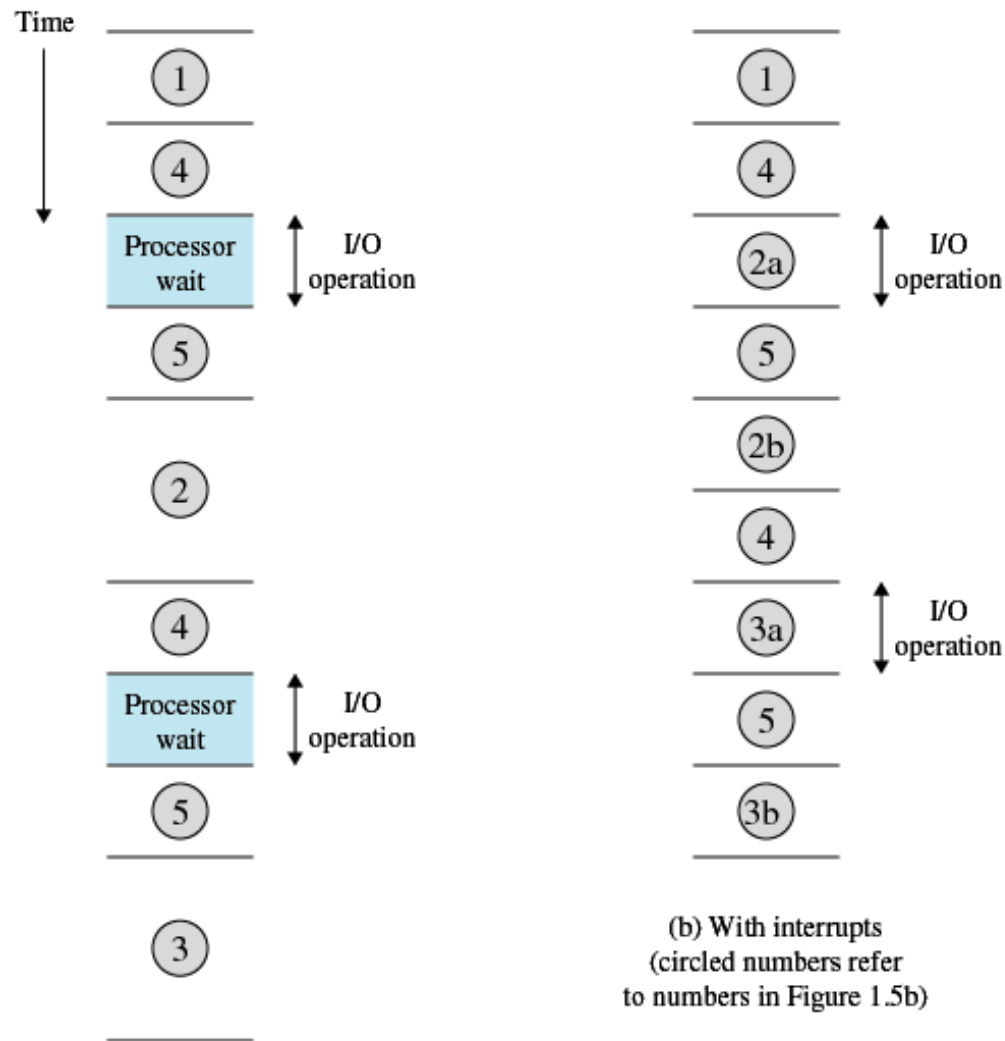 Time
1
4
Processor
wait
I/O
operation
5
2
4
Processor
wait
I/O
operation
5
3
1
4
2a
I/O
operation
5
2b
4
3a
I/O
operation
5
3b
(b) With interrupts
(circled numbers refer
to numbers in Figure 1.5b)